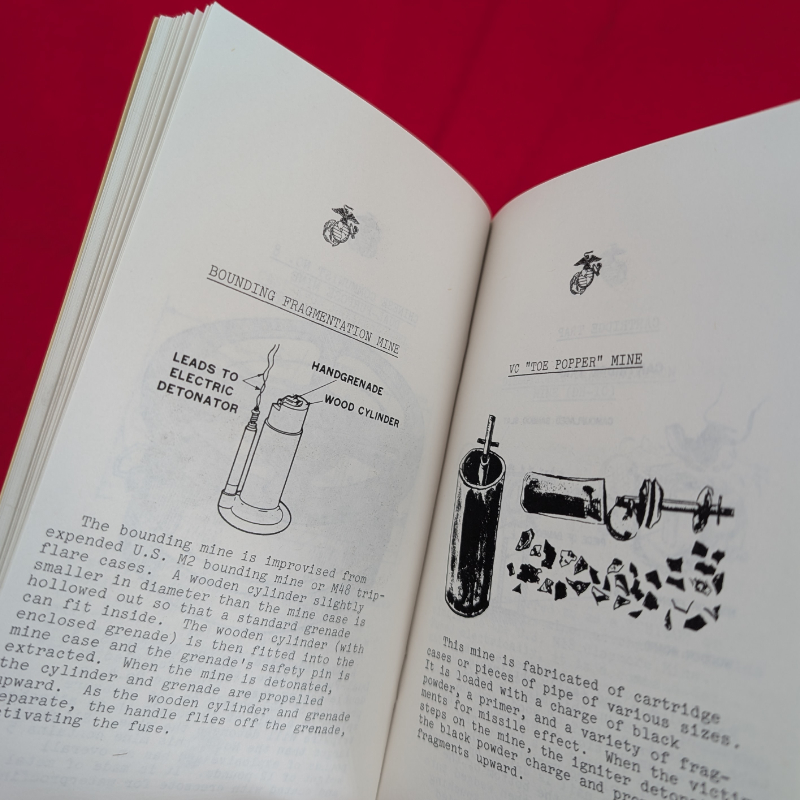 BOUNDING FRAGMENTATION MINE
LEADS TO
ELECTRIC
DETONATOR
HANDGRENADE
WOOD CYLINDER
The bounding mine is improvised from
expended U.S. M2 bounding mine or M48 trip-
flare cases. A wooden cylinder slightly
smaller in diameter than the mine case is
hollowed out so that a standard grenade
can fit inside. The wooden cylinder (with
enclosed grenade) is then fitted into the
mine case and the grenade's safety pin is
extracted. When the mine is detonated,
the cylinder and grenade are propelled
upward. As the wooden cylinder and grenade
separate, the handle flies off the grenade,
activating the fuse.
VC "TOE POPPER" MINE
This mine is fabricated of cartridge
cases or pieces of pipe of various sizes.
It is loaded with a charge of black
powder, a primer, and a variety of frag-
ments for missile effect. When the
steps on the mine, the igniter
the black powder charge and
fragments upward.